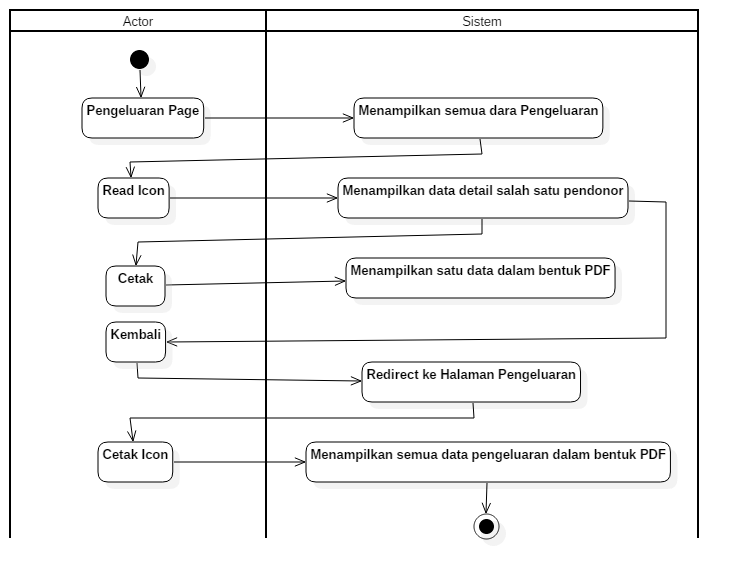 Actor
Sistem
Pengeluaran Page
Menampilkan semua dara Pengeluaran
Read Icon
Menampilkan data detail salah satu pendonor
Cetak
Menampilkan satu data dalam bentuk PDF
Kembali
Redirect ke Halaman Pengeluaran
Cetak Icon
Menampilkan semua data pengeluaran dalam bentuk PDF